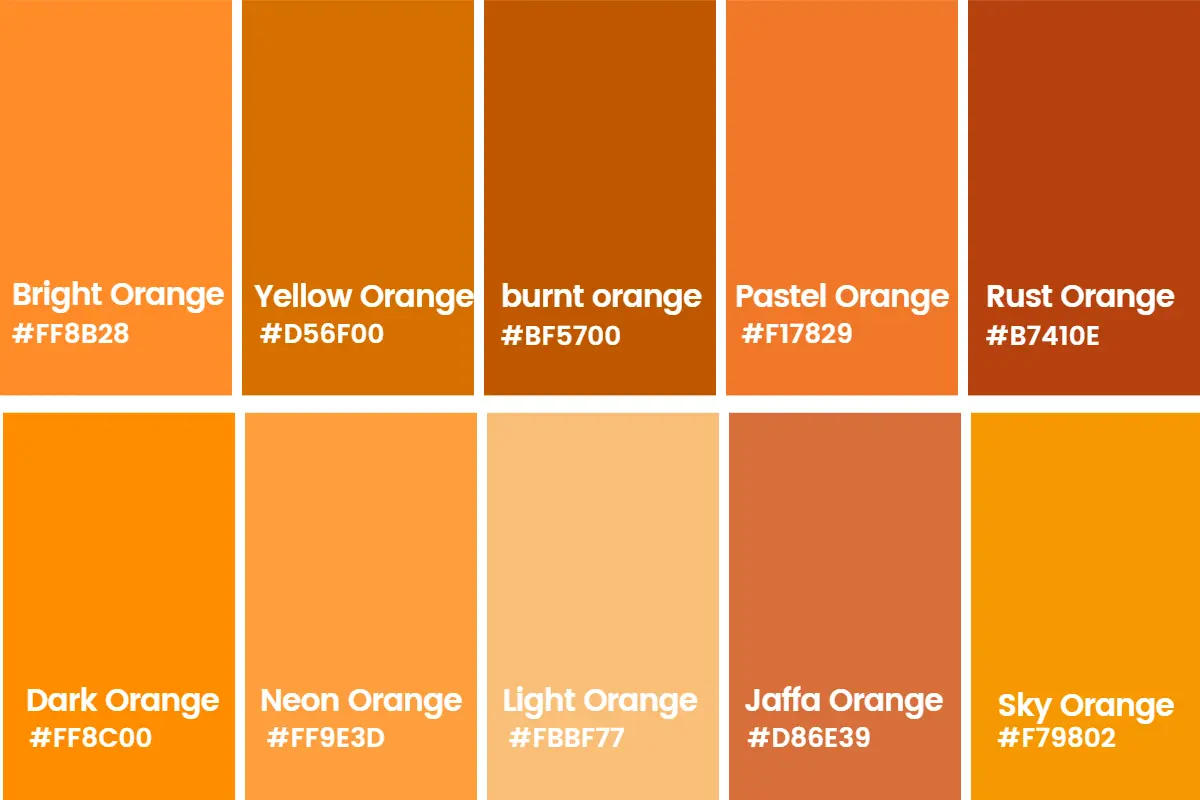 Bright Orange
#FF8B28
Yellow Orange
#D56F00
burnt orange
#BF5700
Pastel Orange
#F17829
Rust Orange
#B7410E
Dark Orange
#FF8C00
Neon Orange
#FF9E3D
Light Orange
#FBBF77
Jaffa Orange
#D86E39
Sky Orange
#F79802